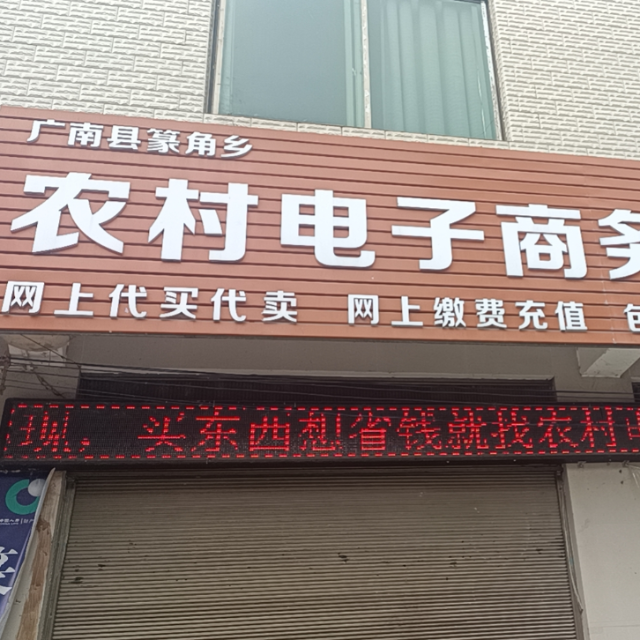 广南县篆角乡
农村电子商务
网上代买代卖 网上缴费充值
现，买东西想省钱就找农村